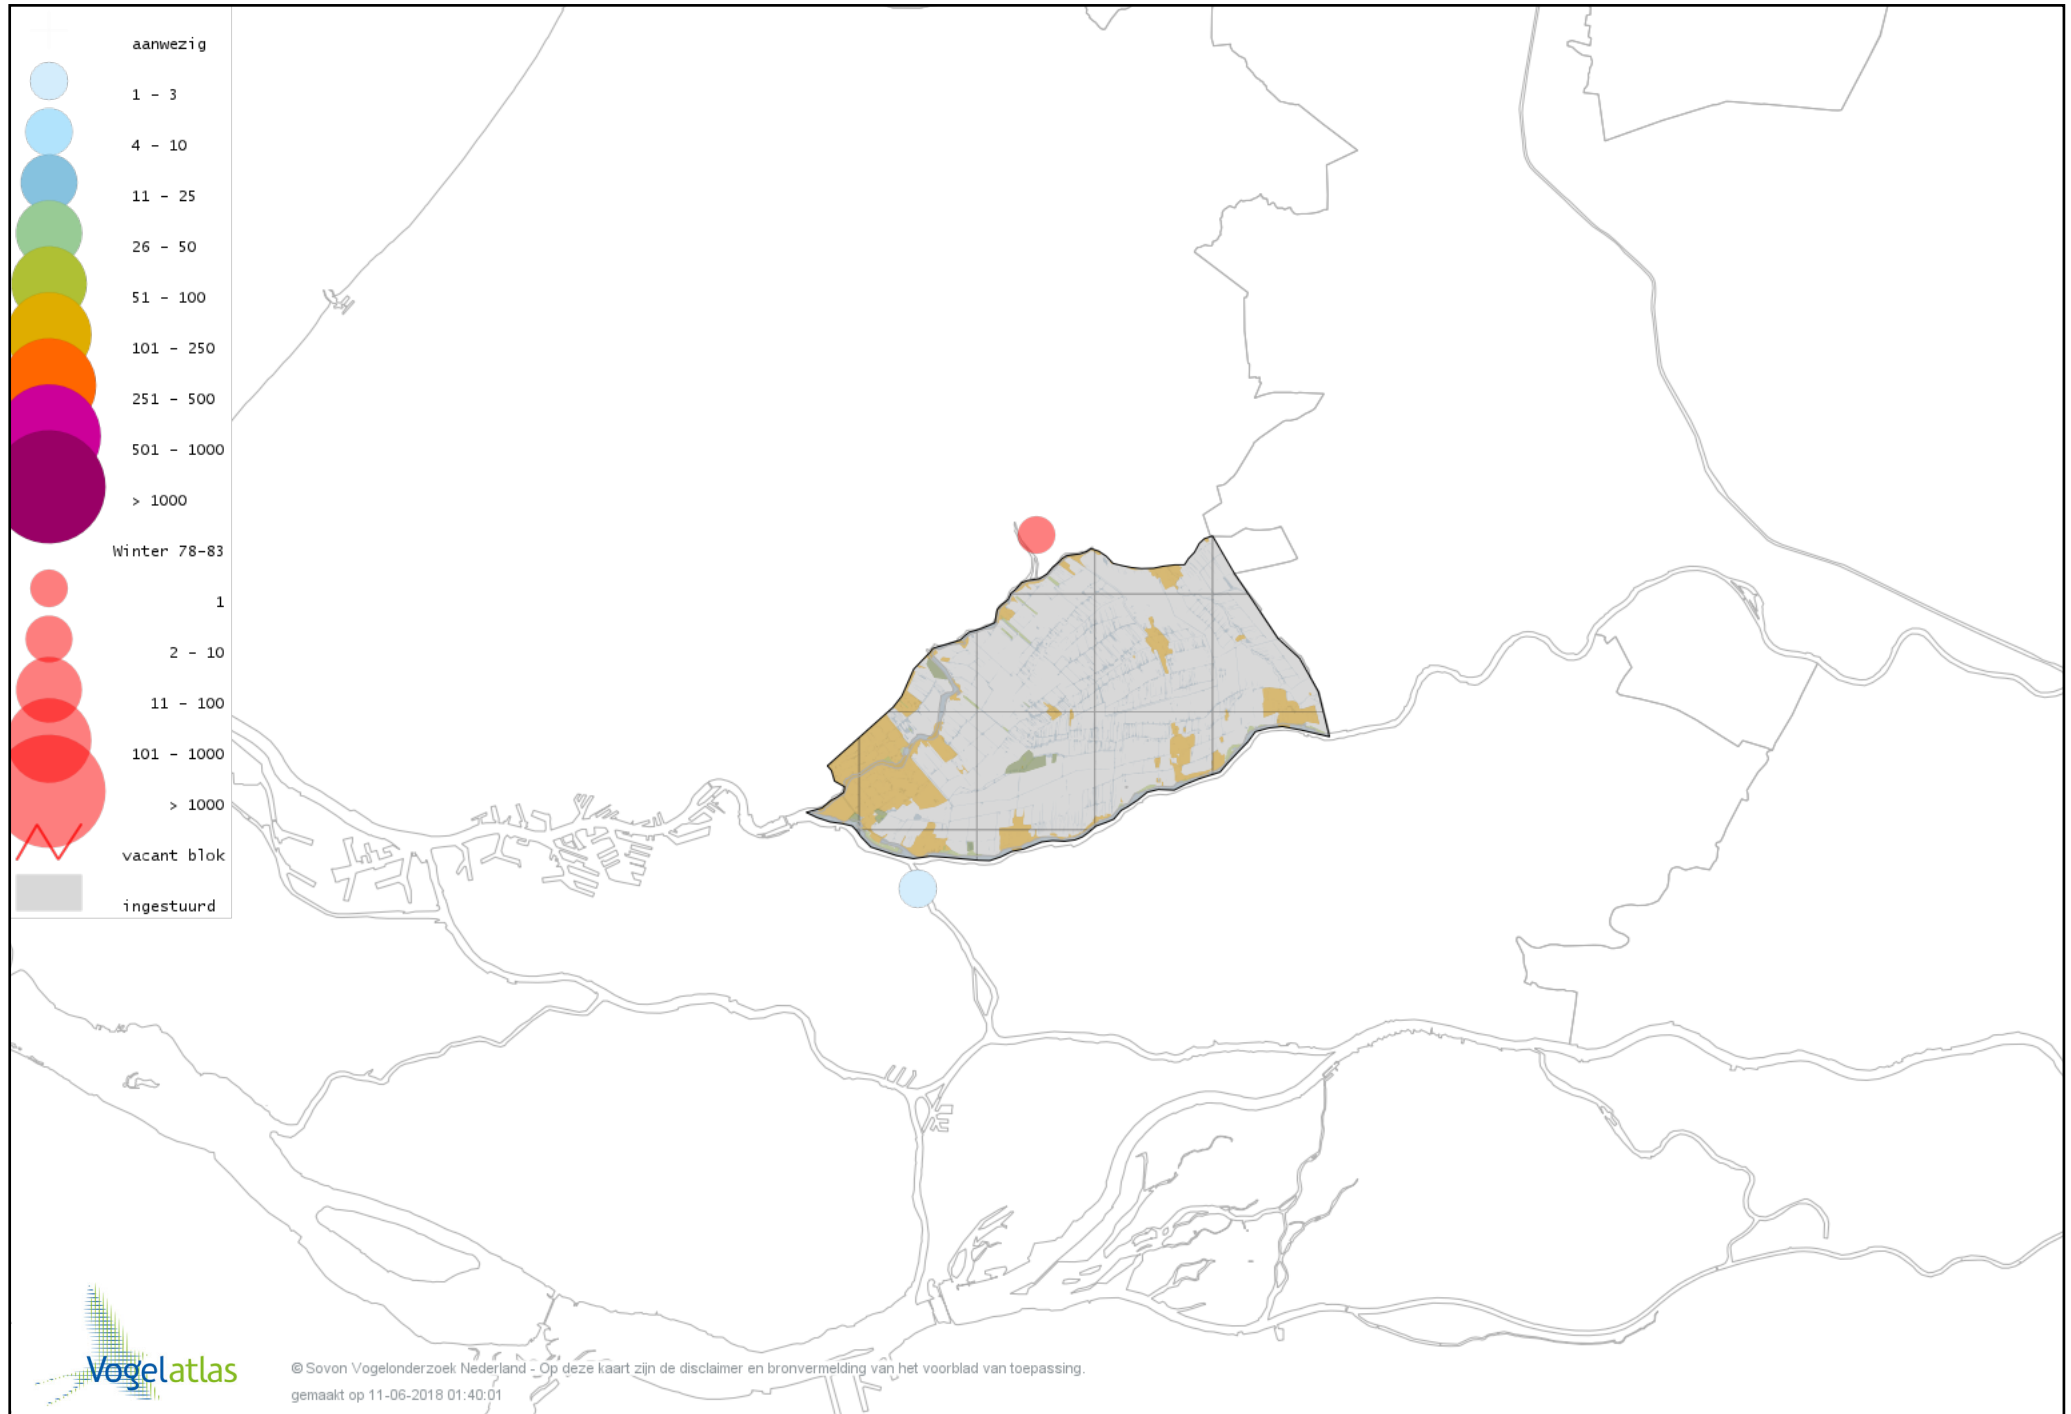 aanwezig
1 - 3
4 - 10
11 - 25
26 - 50
51 - 100
101 - 250
251 - 500
501 - 1000
> 1000
Winter 78-83
1
2 - 10
11 - 100
101 - 1000
> 1000
vacant blok
ingestuurd
Vogelatlas
© Sovon Vogelonderzoek Nederland - Op deze kaart zijn de disclaimer en bronvermelding van het voorblad van toepassing.
gemaakt op 11-06-2018 01:40:01